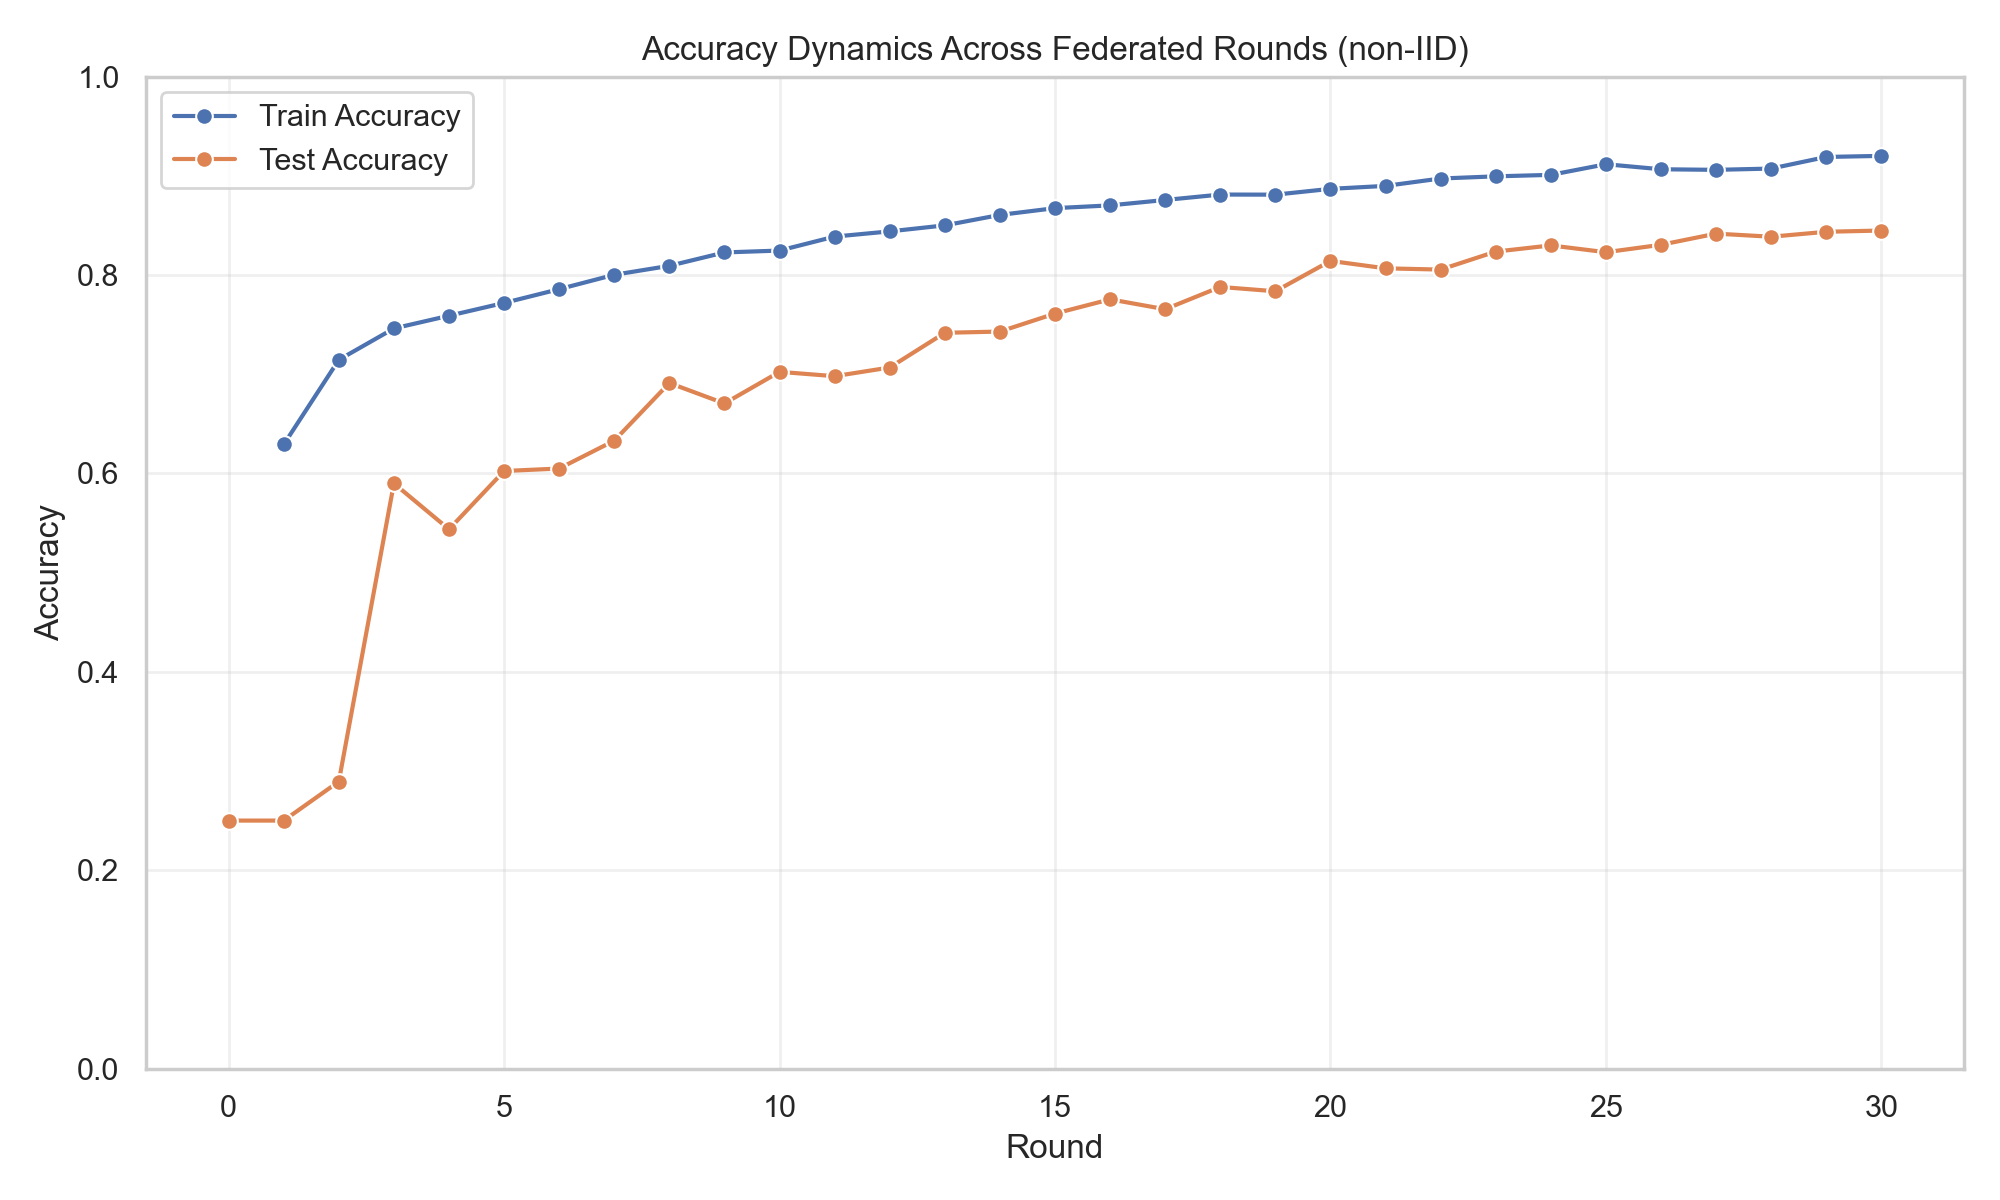 Accuracy Dynamics Across Federated Rounds (non-IID)
Train Accuracy
Test Accuracy
Accuracy
1.0
0.8
0.6
0.4
0.2
0.0
0 5 10 15 20 25 30
Round